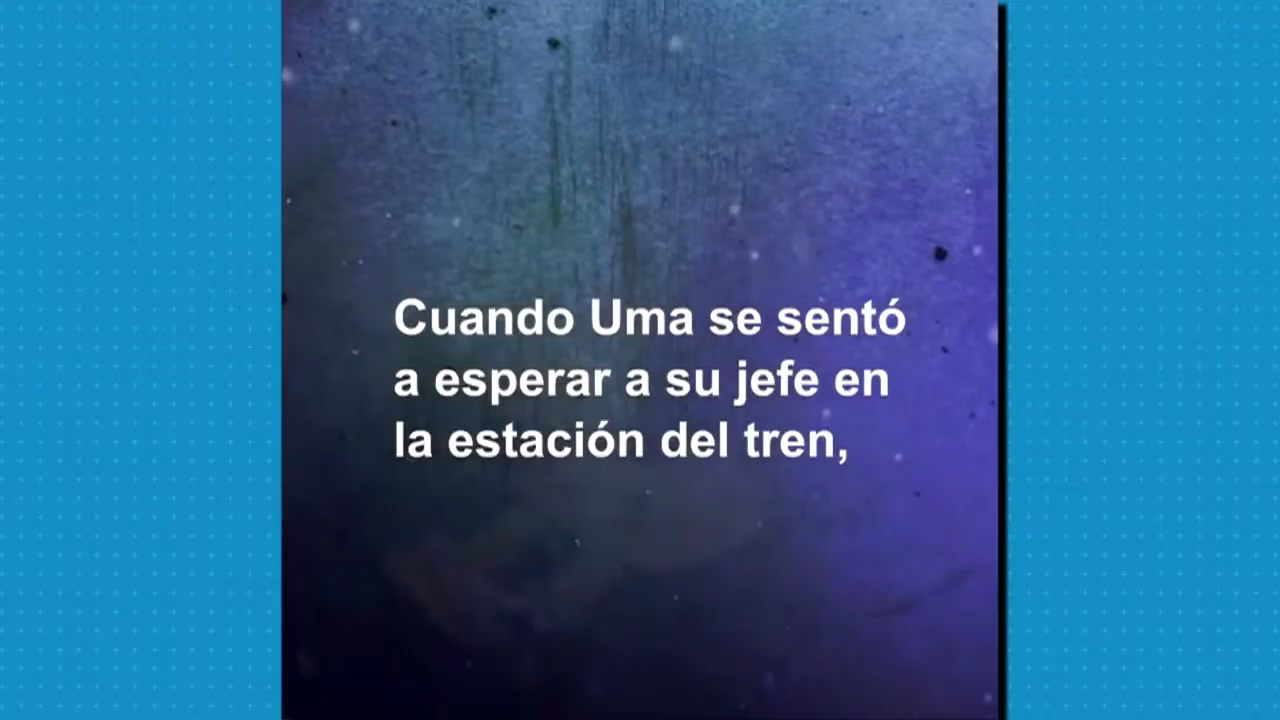 Cuando Uma se sentó
a esperar a su jefe en
la estación del tren,